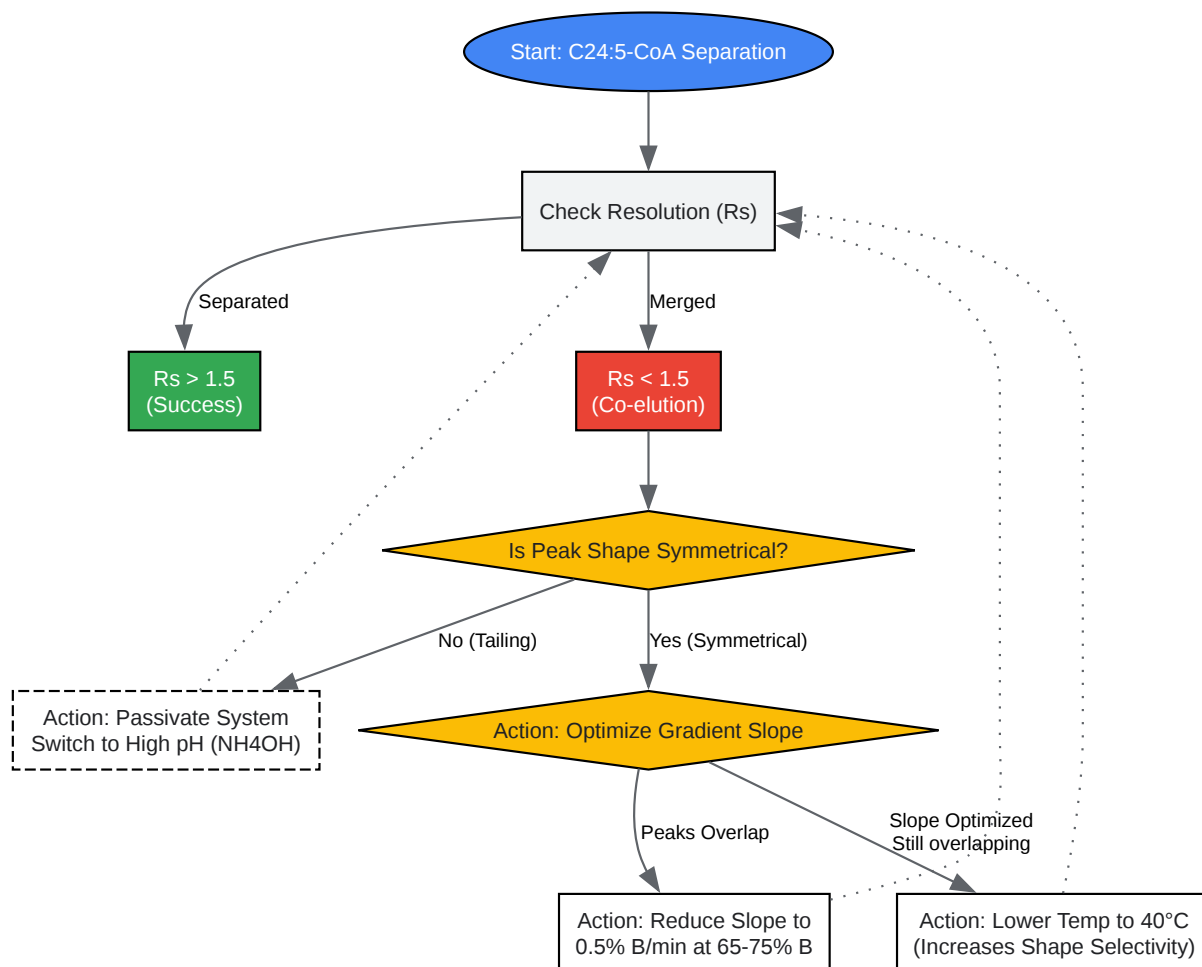 Start: C24:5-CoA Separation
Check Resolution (Rs)
Separated
Merged
Rs > 1.5
(Success)
Rs < 1.5
(Co-elution)
Is Peak Shape Symmetrical?
No (Tailing)
Yes (Symmetrical)
Action: Passivate System
Switch to High pH (NH4OH)
Action: Optimize Gradient Slope
Peaks Overlap
Slope Optimized
Still overlapping
Action: Reduce Slope to
0.5% B/min at 65-75% B
Action: Lower Temp to 40°C
(Increases Shape Selectivity)